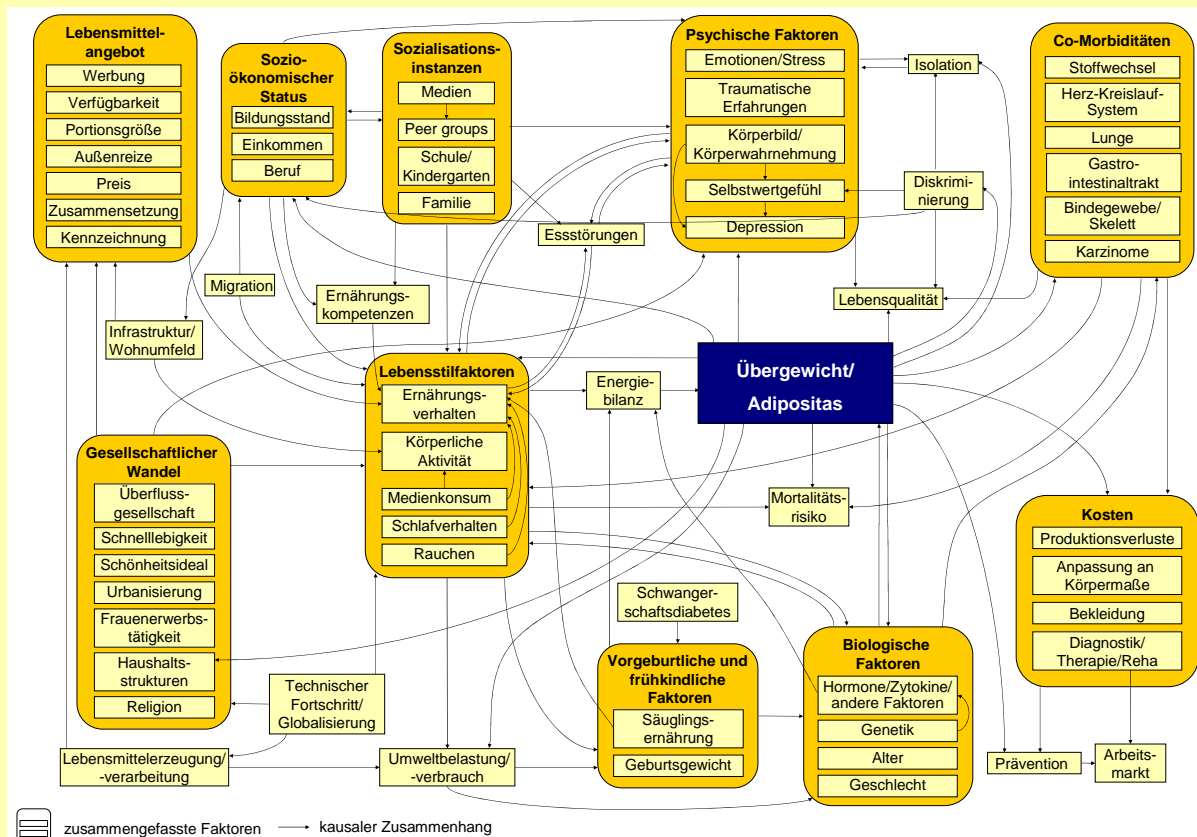 Lebensmittel-
angebot
Werbung
Verfügbarkeit
Portionsgröße
Außenreize
Preis
Zusammensetzung
Kennzeichnung
Sozio-
ökonomischer
Status
Bildungsstand
Einkommen
Beruf
Sozialisations-
instanzen
Medien
Peer groups
Schule/
Kindergarten
Familie
Psychische Faktoren
Emotionen/Stress
Traumatische
Erfahrungen
Körperbild/
Körperwahrnehmung
Selbstwertgefühl
Depression
Isolation
Diskrimi-
nierung
Lebensqualität
Co-Morbiditäten
Stoffwechsel
Herz-Kreislauf-
System
Lunge
Gastro-
intestinaltrakt
Bindegewebe/
Skelett
Karzinome
Essstörungen
Migration
Ernährungs-
kompetenzen
Infrastruktur/
Wohnumfeld
Lebensstilfaktoren
Ernährungs-
verhalten
Körperliche
Aktivität
Medienkonsum
Schlafverhalten
Rauchen
Energie-
bilanz
Übergewicht/
Adipositas
Mortalitäts-
risiko
Gesellschaftlicher
Wandel
Überfluss-
gesellschaft
Schnelllebigkeit
Schönheitsideal
Urbanisierung
Frauenerwerbs-
tätigkeit
Haushalts-
strukturen
Religion
Technischer
Fortschritt/
Globalisierung
Lebensmittelerzeugung/
-verarbeitung
Umweltbelastung/
-verbrauch
Schwanger-
schaftsdiabetes
Vorgeburtliche und
frühkindliche
Faktoren
Säuglings-
ernährung
Geburtsgewicht
Biologische
Faktoren
Hormone/Zytokine/
andere Faktoren
Genetik
Alter
Geschlecht
Kosten
Produktionsverluste
Anpassung an
Körpermaße
Bekleidung
Diagnostik/
Therapie/Reha
Prävention
Arbeits-
markt
zusammengefasste Faktoren
kausaler Zusammenhang